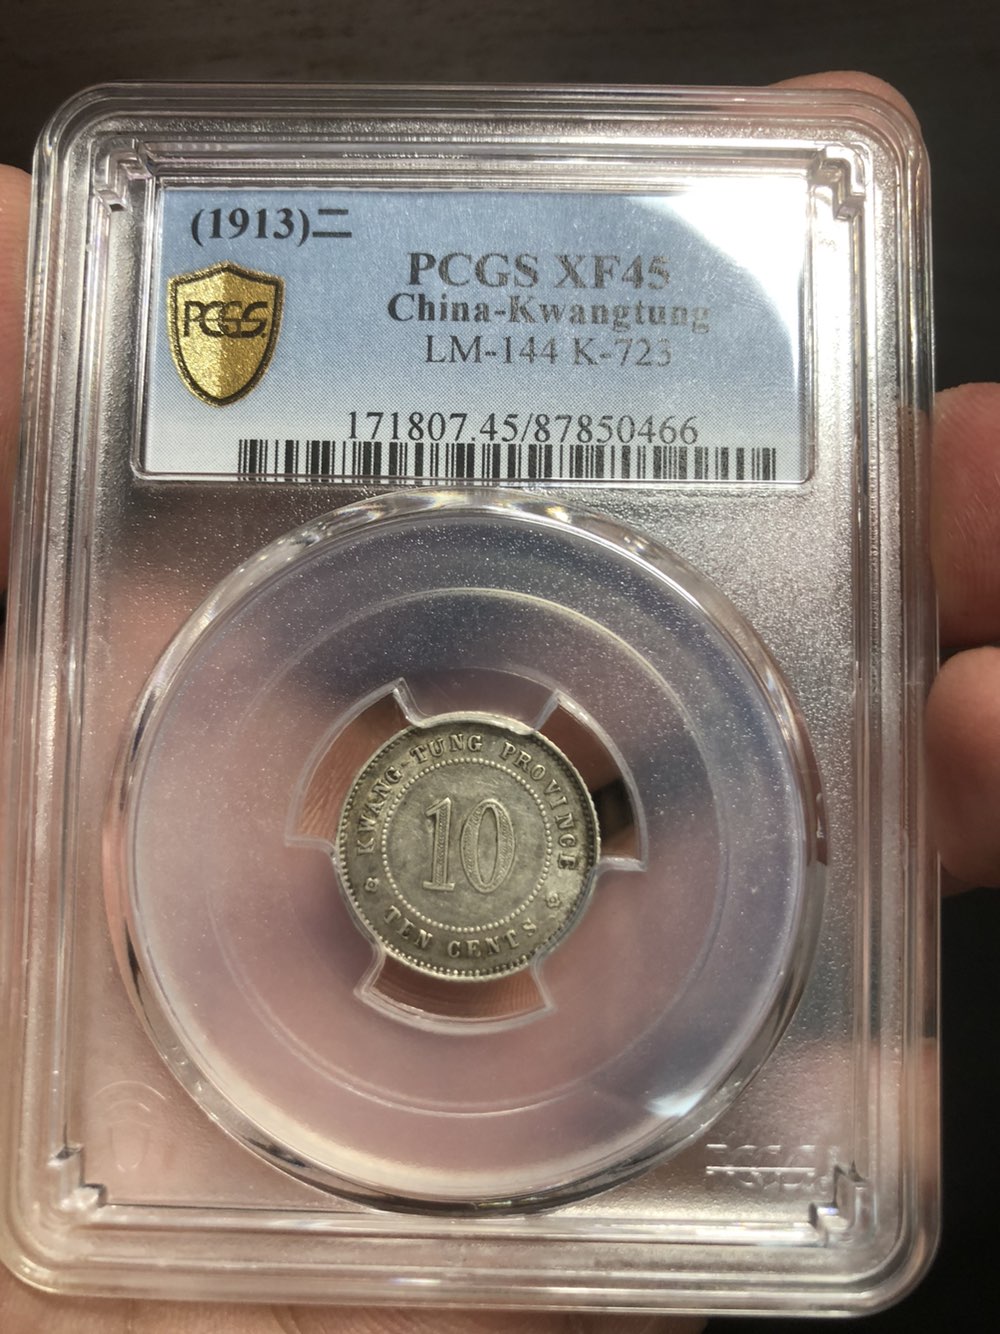 (1913)二
PCGS
PCGS XF45
China-Kwangtung
LM-144 K-723
171807.45/87850466
KWANG-TUNG PROVINCE
10
TEN CENTS